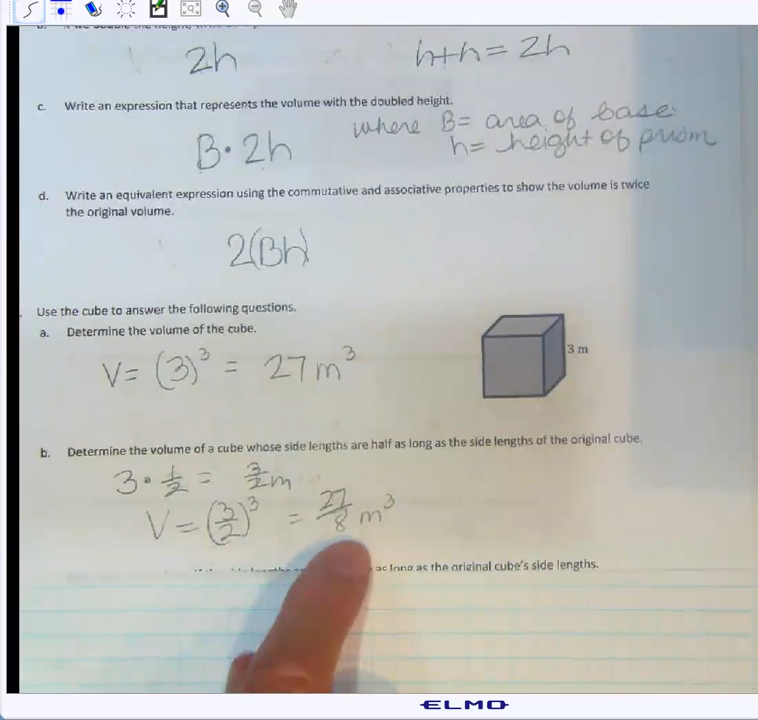 2h h+h = 2h
c. Write an expression that represents the volume with the doubled height.
B · 2h where B = area of base
h = height of prism
d. Write an equivalent expression using the commutative and associative properties to show the volume is twice
the original volume.
2(Bh)
Use the cube to answer the following questions.
a. Determine the volume of the cube.
3 m
V = (3)³ = 27 m³
b. Determine the volume of a cube whose side lengths are half as long as the side lengths of the original cube.
3 · 1/2 = 3/2 m
V = (3/2)³ = 27/8 m³
as long as the original cube's side lengths.
ELMO